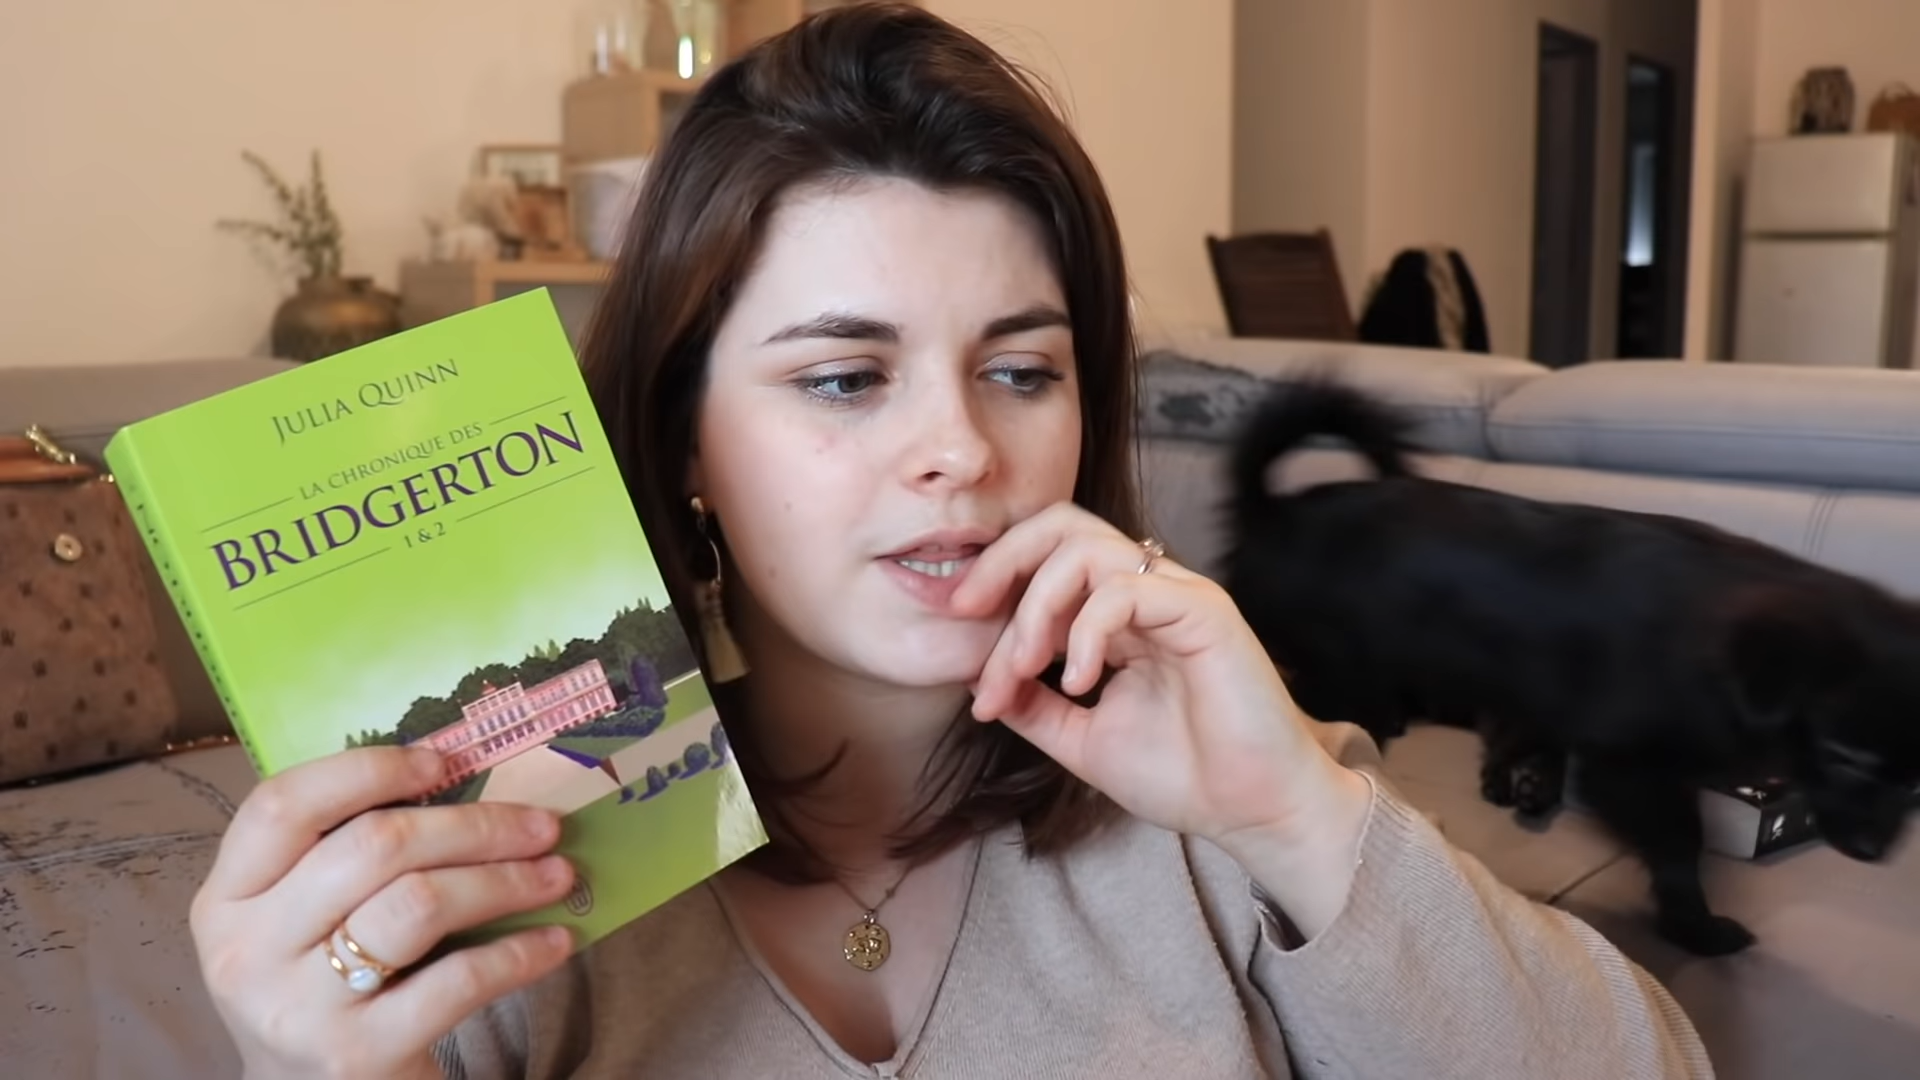 JULIA QUINN
LA CHRONIQUE DES
BRIDGERTON
1 & 2